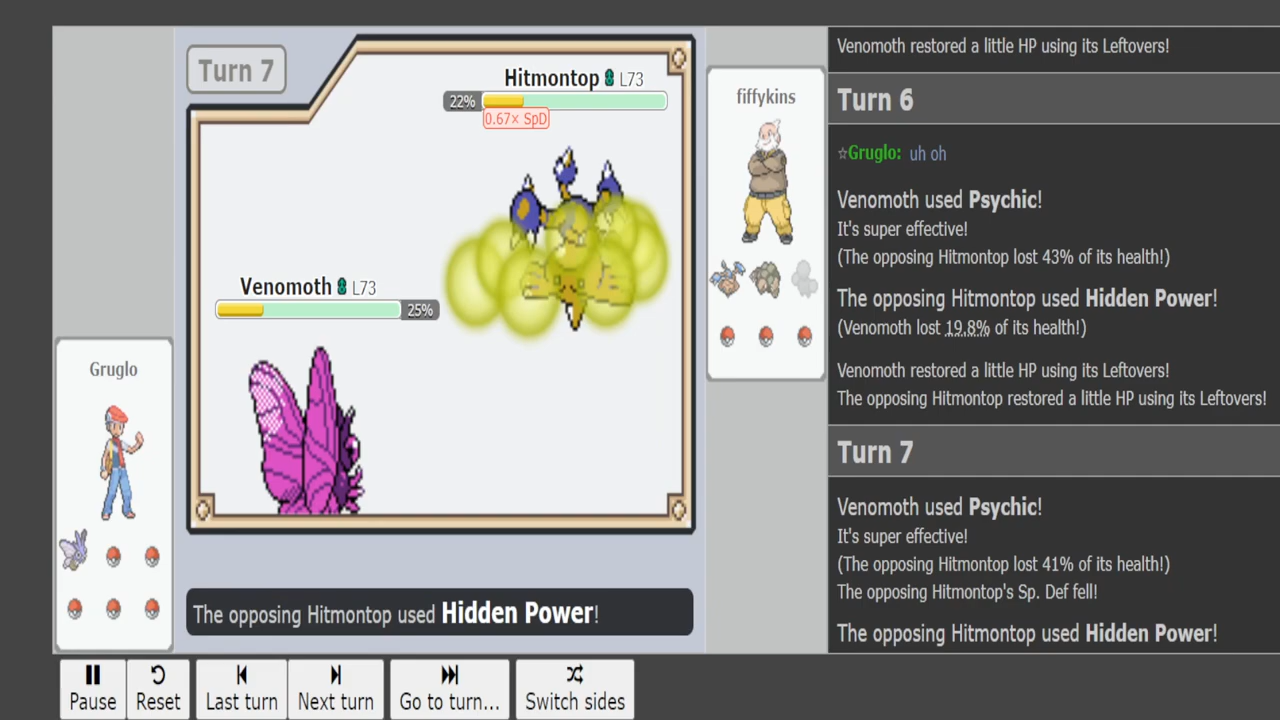 Turn 7
Hitmontop L73
22%
0.67× SpD
Venomoth L73
25%
Gruglo
fiffykins
The opposing Hitmontop used Hidden Power!
Pause
Reset
Last turn
Next turn
Go to turn...
Switch sides
Venomoth restored a little HP using its Leftovers!
Turn 6
☆Gruglo: uh oh
Venomoth used Psychic!
It's super effective!
(The opposing Hitmontop lost 43% of its health!)
The opposing Hitmontop used Hidden Power!
(Venomoth lost 19.8% of its health!)
Venomoth restored a little HP using its Leftovers!
The opposing Hitmontop restored a little HP using its Leftovers!
Turn 7
Venomoth used Psychic!
It's super effective!
(The opposing Hitmontop lost 41% of its health!)
The opposing Hitmontop's Sp. Def fell!
The opposing Hitmontop used Hidden Power!